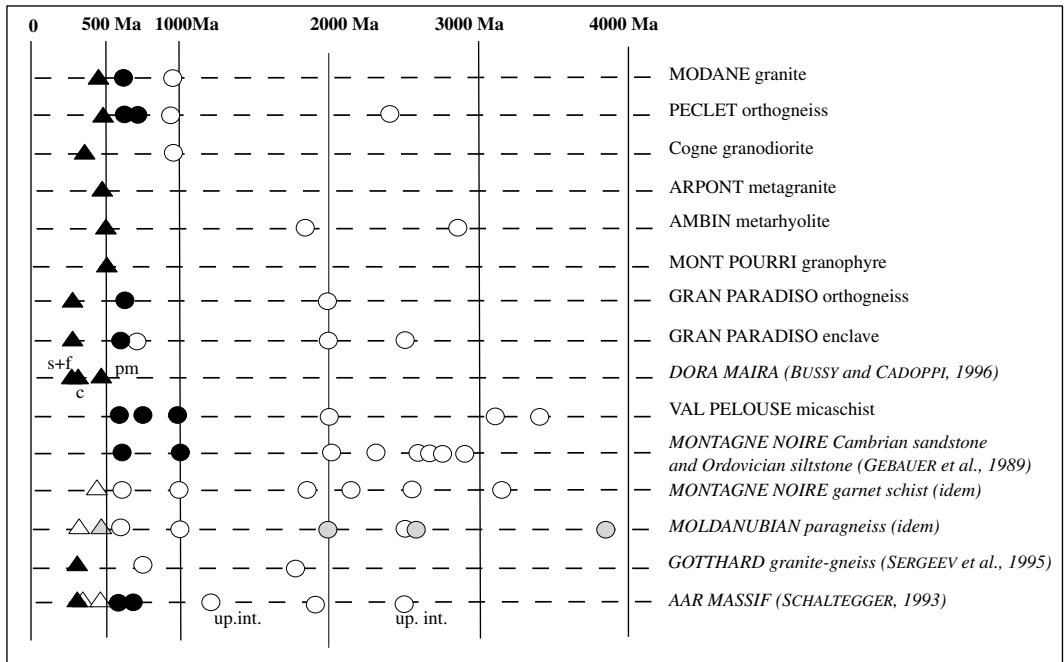 0 500 Ma 1000Ma 2000 Ma 3000 Ma 4000 Ma
MODANE granite
PECLET orthogneiss
Cogne granodiorite
ARPONT metagranite
AMBIN metarhyolite
MONT POURRI granophyre
GRAN PARADISO orthogneiss
GRAN PARADISO enclave
s+f pm
c
DORA MAIRA (BUSSY and CADOPPI, 1996)
VAL PELOUSE micaschist
MONTAGNE NOIRE Cambrian sandstone
and Ordovician siltstone (GEBAUER et al., 1989)
MONTAGNE NOIRE garnet schist (idem)
MOLDANUBIAN paragneiss (idem)
GOTTHARD granite-gneiss (SERGEEV et al., 1995)
AAR MASSIF (SCHALTEGGER, 1993)
up.int. up. int.